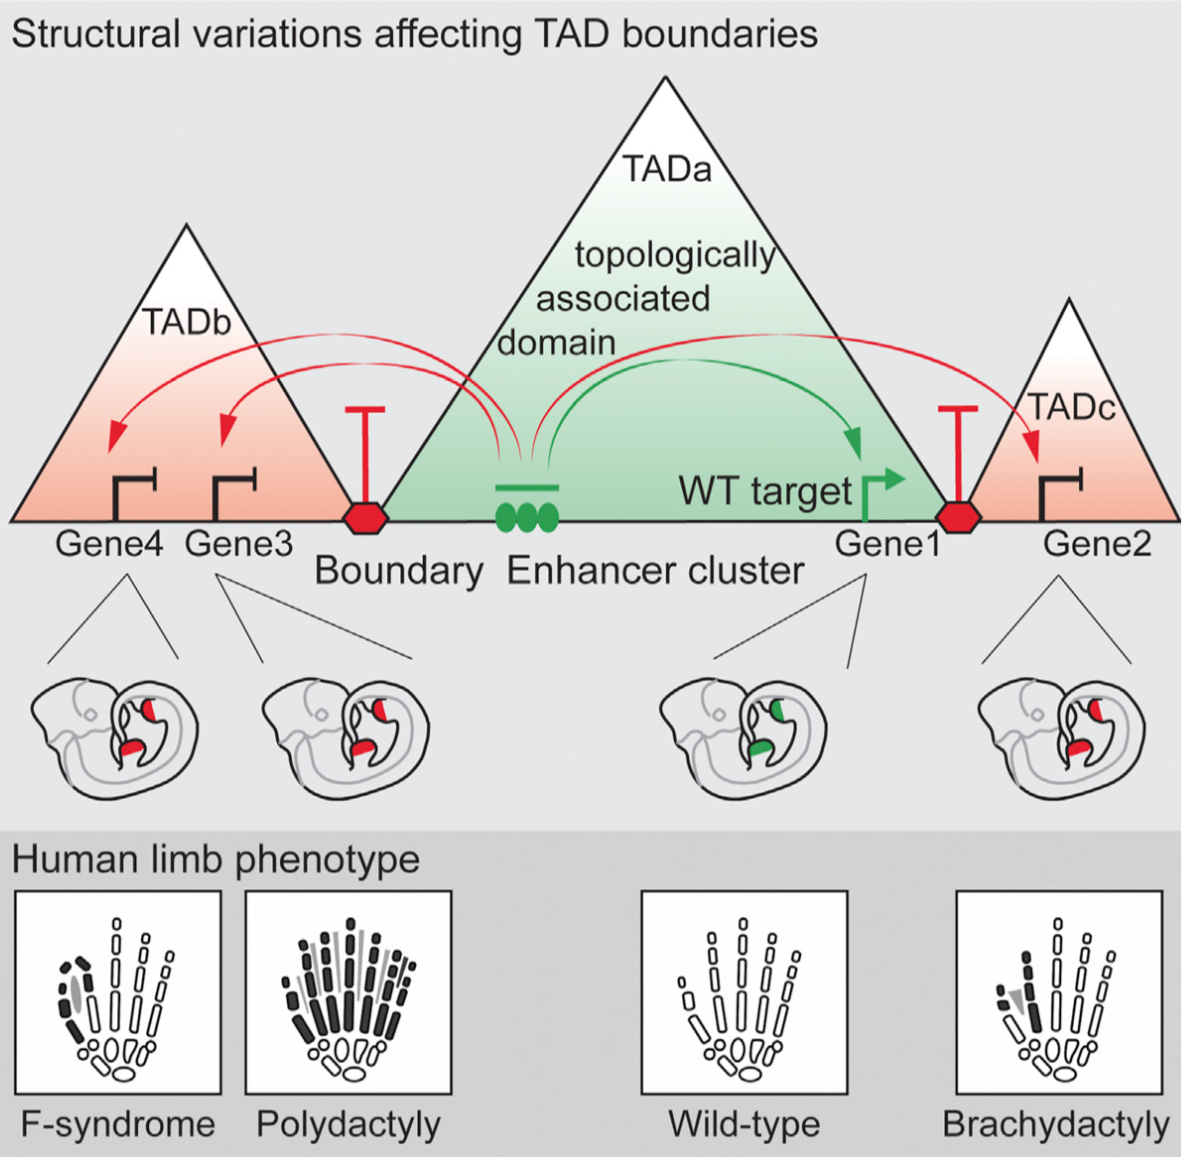 Structural variations affecting TAD boundaries
TADa
topologically
associated
domain
TADb
TADc
WT target
Gene4 Gene3 Gene1 Gene2
Boundary Enhancer cluster
Human limb phenotype
F-syndrome Polydactyly Wild-type Brachydactyly